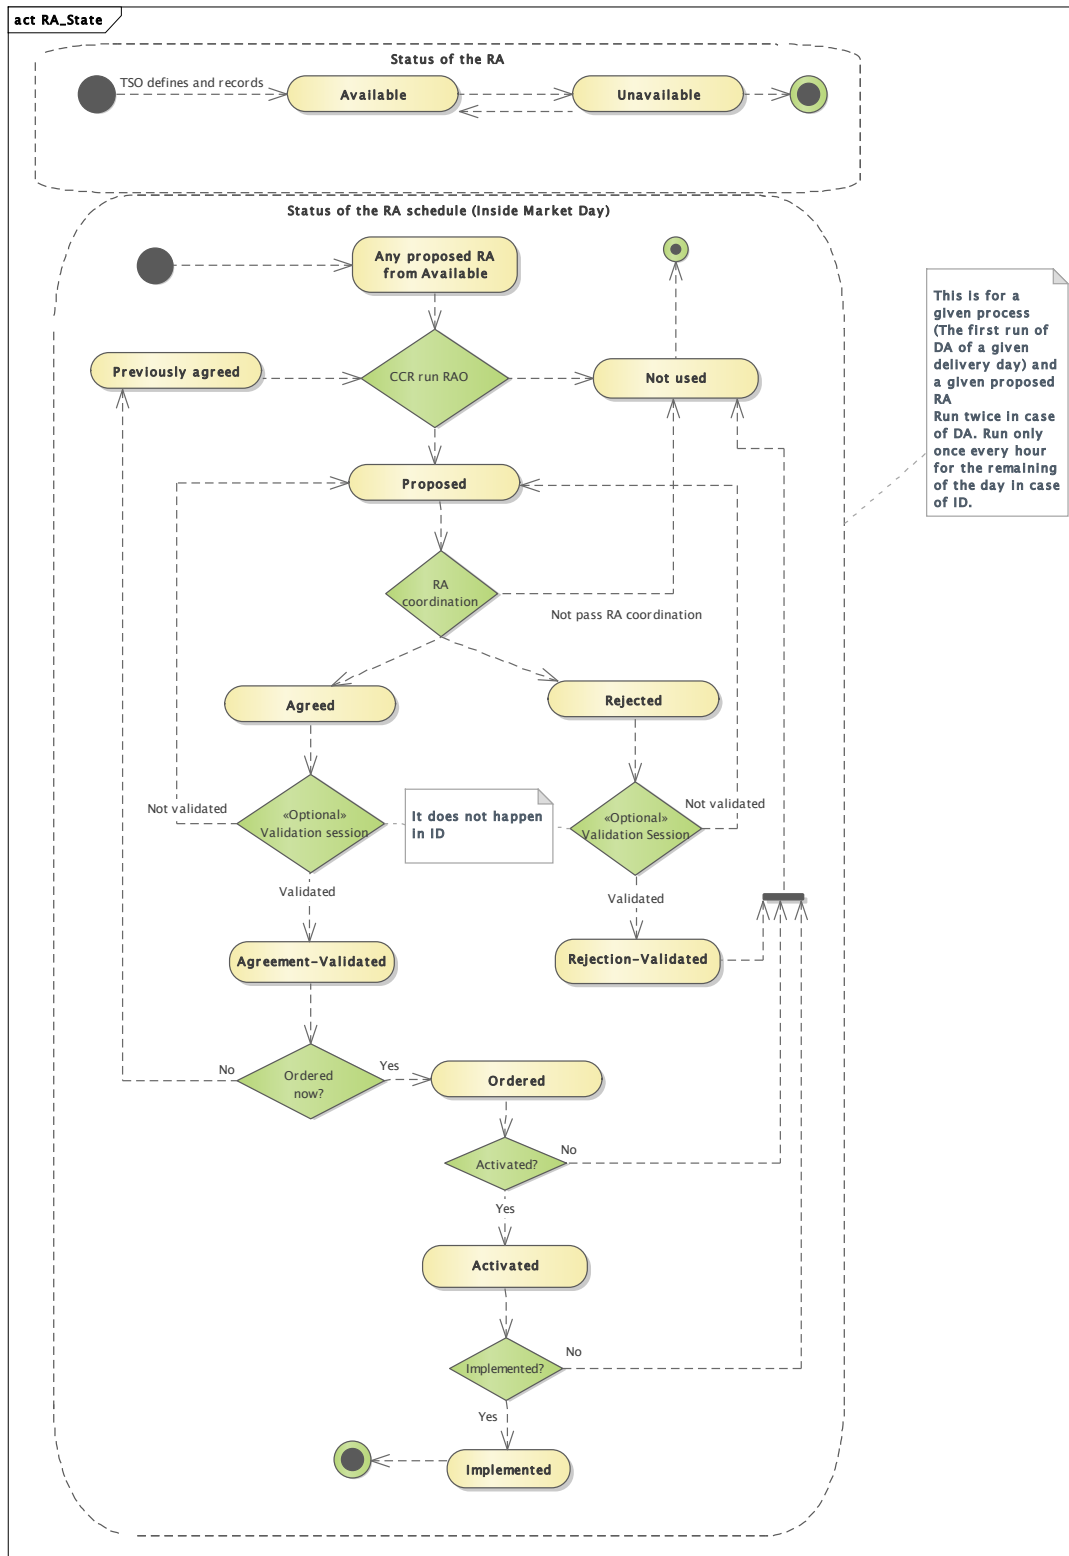 act RA_State
Status of the RA
TSO defines and records
Available
Unavailable
Status of the RA schedule (Inside Market Day)
Any proposed RA
from Available
This is for a
given process
(The first run of
DA of a given
delivery day) and
a given proposed
RA
Run twice in case
of DA. Run only
once every hour
for the remaining
of the day in case
of ID.
Previously agreed
CCR run RAO
Not used
Proposed
RA
coordination
Not pass RA coordination
Agreed
Rejected
Not validated
«Optional»
Validation session
It does not happen
in ID
«Optional»
Validation Session
Not validated
Validated
Validated
Agreement-Validated
Rejection-Validated
No
Ordered
now?
Yes
Ordered
Activated?
No
Yes
Activated
Implemented?
No
Yes
Implemented